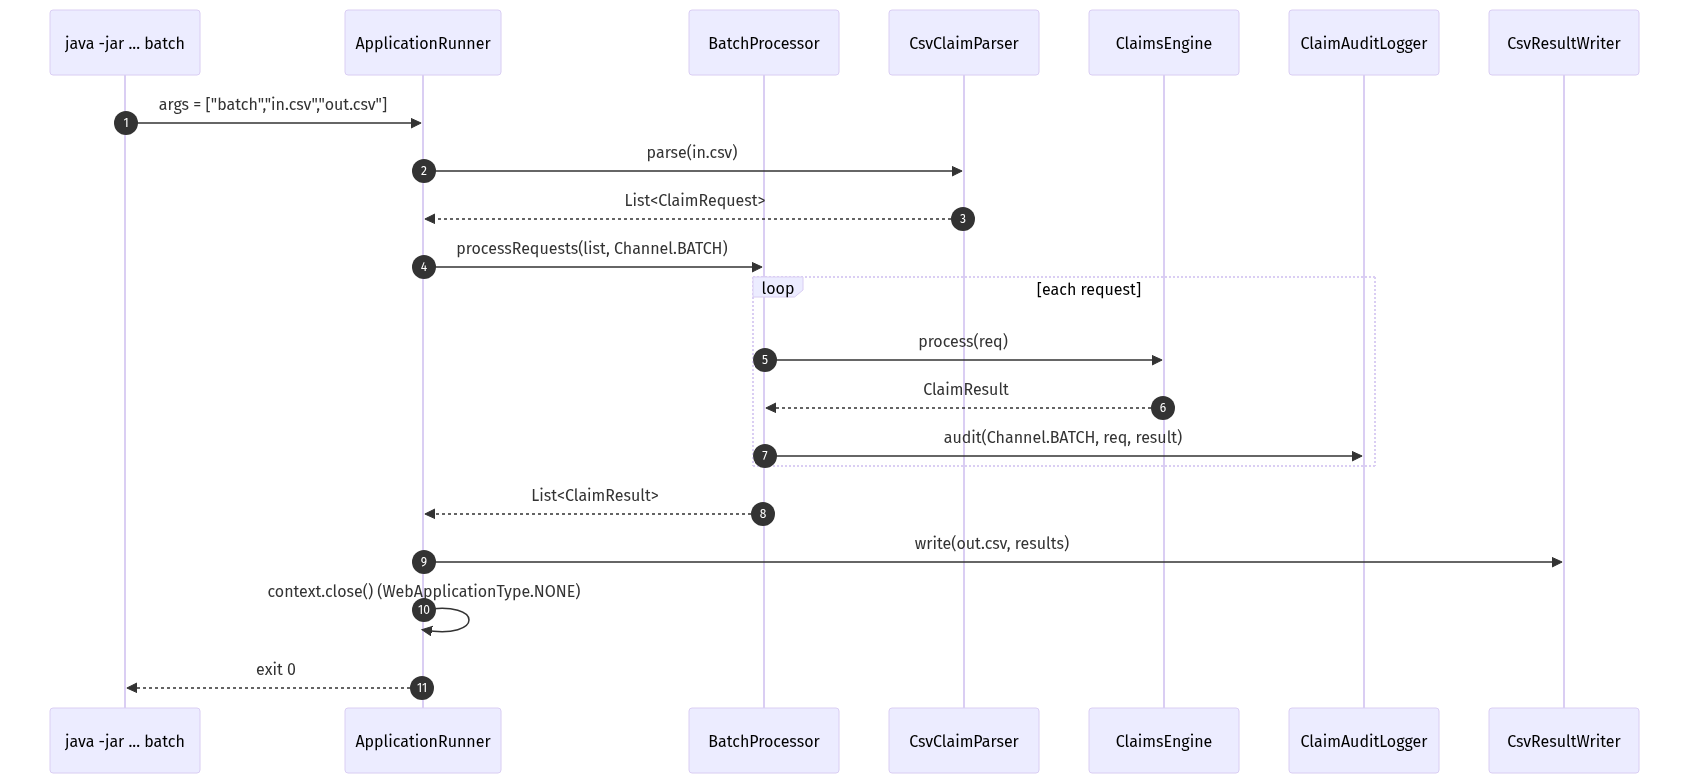 java -jar ... batch
ApplicationRunner
BatchProcessor
CsvClaimParser
ClaimsEngine
ClaimAuditLogger
CsvResultWriter
args = ["batch","in.csv","out.csv"]
1
parse(in.csv)
2
List<ClaimRequest>
3
processRequests(list, Channel.BATCH)
4
loop
[each request]
process(req)
5
ClaimResult
6
audit(Channel.BATCH, req, result)
7
List<ClaimResult>
8
write(out.csv, results)
9
context.close() (WebApplicationType.NONE)
10
exit 0
11
java -jar ... batch
ApplicationRunner
BatchProcessor
CsvClaimParser
ClaimsEngine
ClaimAuditLogger
CsvResultWriter